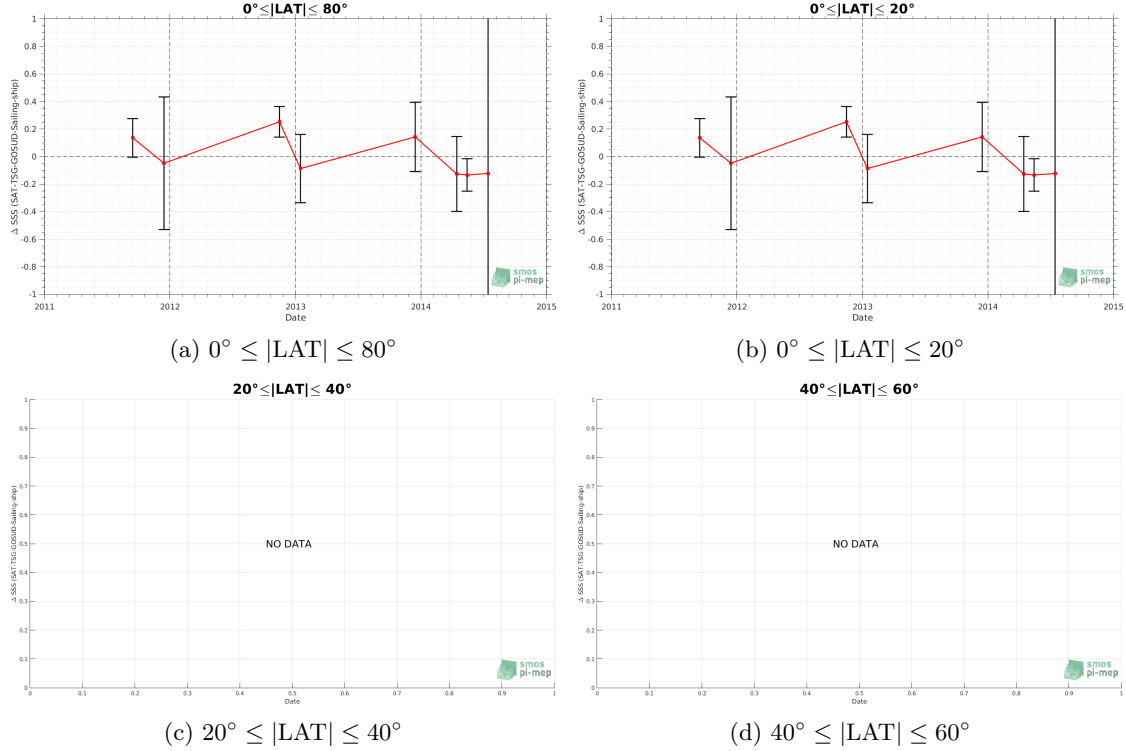 0°≤|LAT|≤ 80°
Δ SSS (SAT-TSG-GOSUD-Sailing-ship)
1
0.8
0.6
0.4
0.2
0
-0.2
-0.4
-0.6
-0.8
-1
2011 2012 2013 2014 2015
Date
smos
pi-mep
(a) 0° ≤ |LAT| ≤ 80°
0°≤|LAT|≤ 20°
Δ SSS (SAT-TSG-GOSUD-Sailing-ship)
1
0.8
0.6
0.4
0.2
0
-0.2
-0.4
-0.6
-0.8
-1
2011 2012 2013 2014 2015
Date
smos
pi-mep
(b) 0° ≤ |LAT| ≤ 20°
20°≤|LAT|≤ 40°
Δ SSS (SAT-TSG-GOSUD-Sailing-ship)
1
0.9
0.8
0.7
0.6
0.5
0.4
0.3
0.2
0.1
0
NO DATA
0 0.1 0.2 0.3 0.4 0.5 0.6 0.7 0.8 0.9 1
Date
smos
pi-mep
(c) 20° ≤ |LAT| ≤ 40°
40°≤|LAT|≤ 60°
Δ SSS (SAT-TSG-GOSUD-Sailing-ship)
1
0.9
0.8
0.7
0.6
0.5
0.4
0.3
0.2
0.1
0
NO DATA
0 0.1 0.2 0.3 0.4 0.5 0.6 0.7 0.8 0.9 1
Date
smos
pi-mep
(d) 40° ≤ |LAT| ≤ 60°